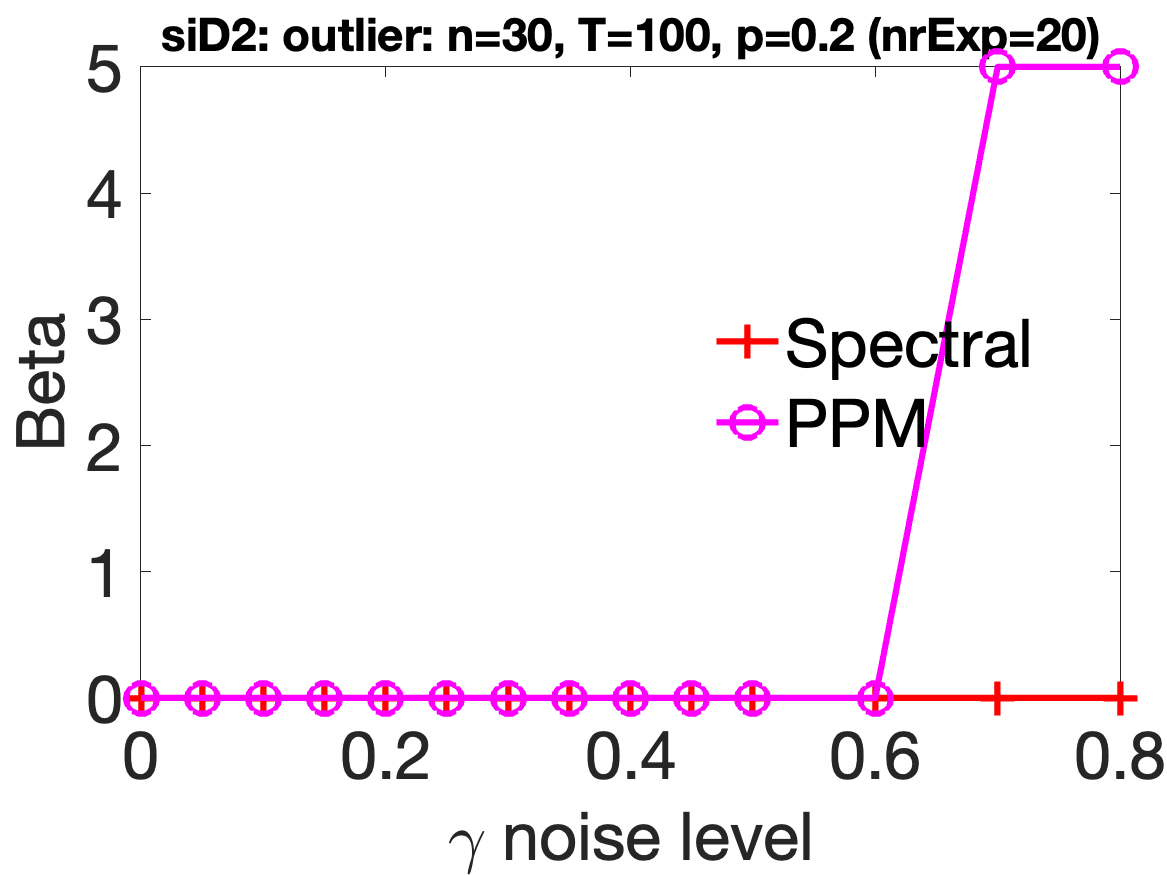 siD2: outlier: n=30, T=100, p=0.2 (nrExp=20)
5
4
3
2
1
0
Beta
Spectral
PPM
0 0.2 0.4 0.6 0.8
γ noise level